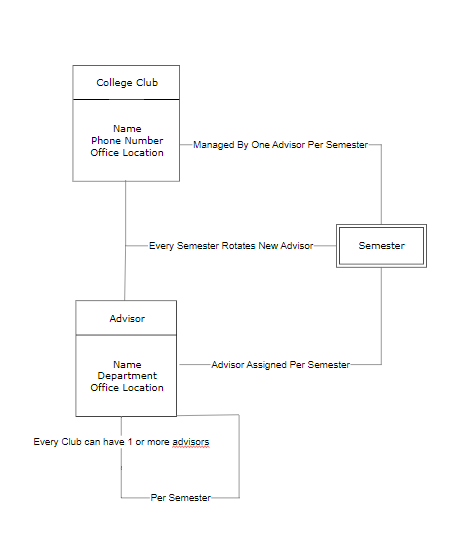 College Club
Name
Phone Number
Office Location
Managed By One Advisor Per Semester
Every Semester Rotates New Advisor
Semester
Advisor
Name
Department
Office Location
Advisor Assigned Per Semester
Every Club can have 1 or more advisors
Per Semester